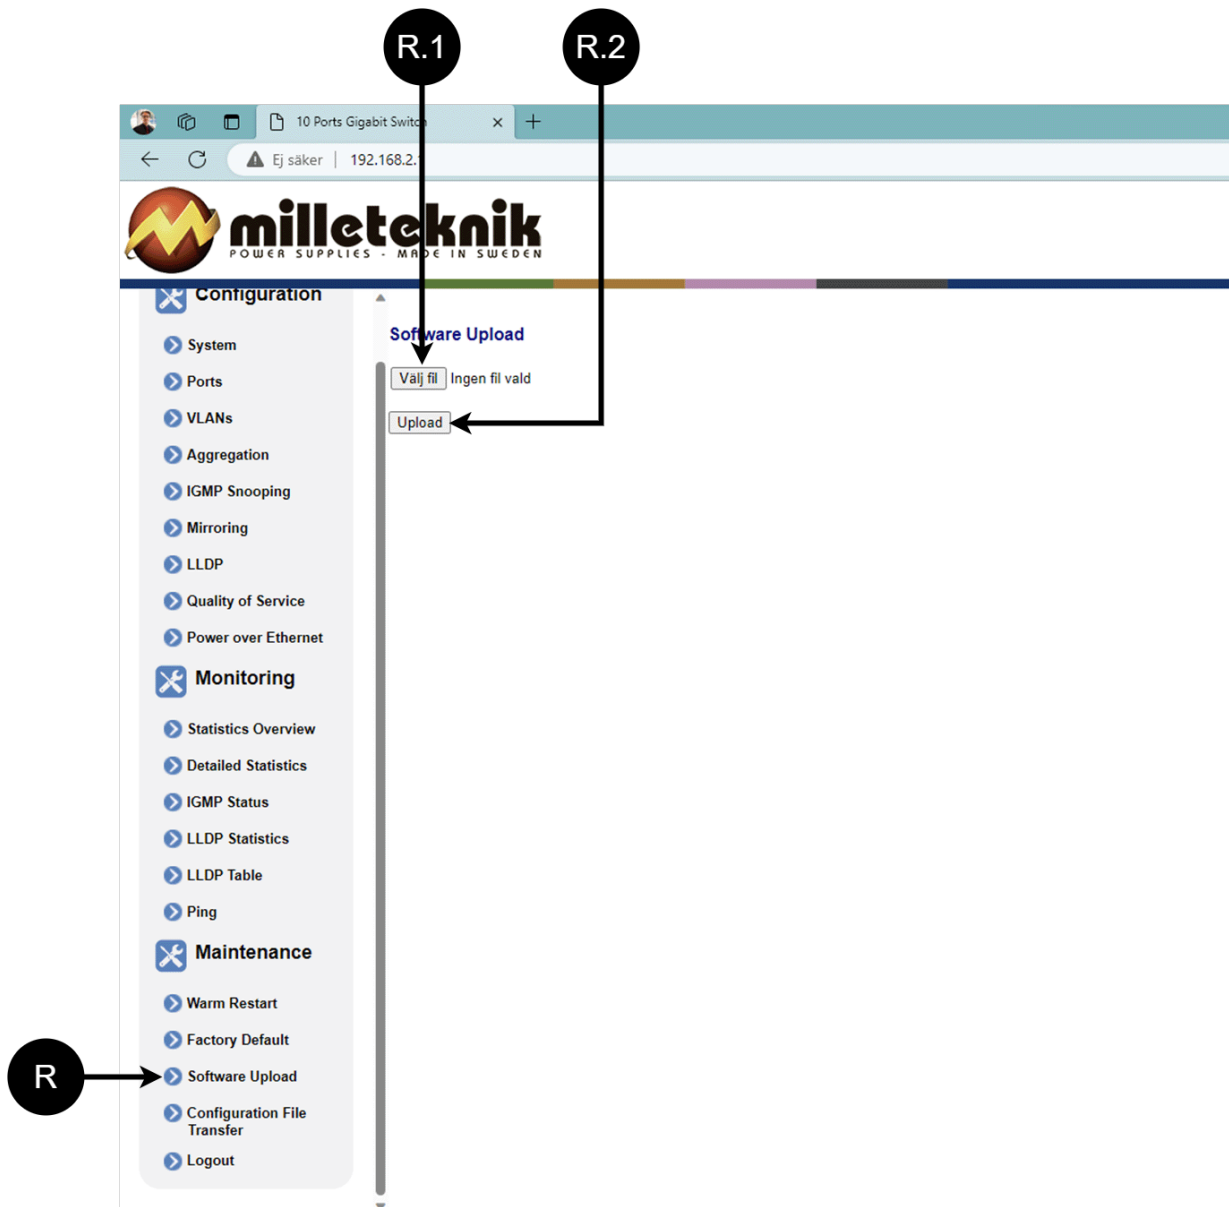 R.1
R.2
10 Ports Gigabit Switch
Ej säker
192.168.2.
milleteknik
POWER SUPPLIES - MADE IN SWEDEN
Configuration
System
Ports
VLANs
Aggregation
IGMP Snooping
Mirroring
LLDP
Quality of Service
Power over Ethernet
Monitoring
Statistics Overview
Detailed Statistics
IGMP Status
LLDP Statistics
LLDP Table
Ping
Maintenance
Warm Restart
Factory Default
Software Upload
Configuration File
Transfer
Logout
Software Upload
Välj fil Ingen fil vald
Upload
R